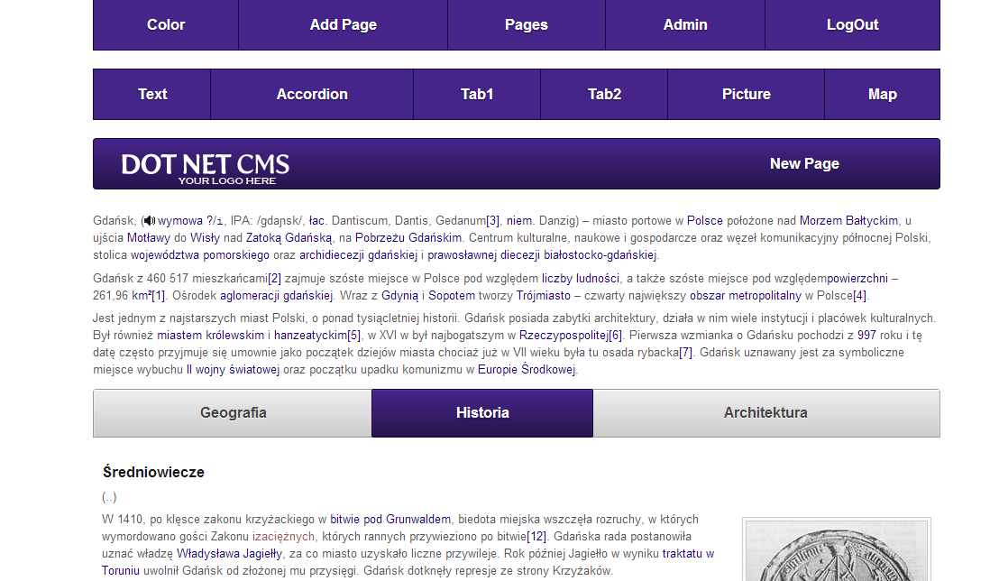 Color Add Page Pages Admin LogOut
Text Accordion Tab1 Tab2 Picture Map
DOT NET CMS New Page
YOUR LOGO HERE
Gdańsk, (wymowa ?/i, IPA: /gdaɲsk/, łac. Dantiscum, Dantis, Gedanum[3], niem. Danzig) – miasto portowe w Polsce położone nad Morzem Bałtyckim, u
ujścia Motławy do Wisły nad Zatoką Gdańską, na Pobrzeżu Gdańskim. Centrum kulturalne, naukowe i gospodarcze oraz węzeł komunikacyjny północnej Polski,
stolica województwa pomorskiego oraz archidiecezji gdańskiej i prawosławnej diecezji białostocko-gdańskiej.
Gdańsk z 460 517 mieszkańcami[2] zajmuje szóste miejsce w Polsce pod względem liczby ludności, a także szóste miejsce pod względempowierzchni –
261,96 km²[1]. Ośrodek aglomeracji gdańskiej. Wraz z Gdynią i Sopotem tworzy Trójmiasto – czwarty największy obszar metropolitalny w Polsce[4].
Jest jednym z najstarszych miast Polski, o ponad tysiącletniej historii. Gdańsk posiada zabytki architektury, działa w nim wiele instytucji i placówek kulturalnych.
Był również miastem królewskim i hanzeatyckim[5], w XVI w był najbogatszym w Rzeczypospolitej[6]. Pierwsza wzmianka o Gdańsku pochodzi z 997 roku i tę
datę często przyjmuje się umownie jako początek dziejów miasta chociaż już w VII wieku była tu osada rybacka[7]. Gdańsk uznawany jest za symboliczne
miejsce wybuchu II wojny światowej oraz początku upadku komunizmu w Europie Środkowej.
Geografia Historia Architektura
Średniowiecze
(..)
W 1410, po klęsce zakonu krzyżackiego w bitwie pod Grunwaldem, biedota miejska wszczęła rozruchy, w których
wymordowano gości Zakonu izaciężnych, których rannych przywieziono po bitwie[12]. Gdańska rada postanowiła
uznać władzę Władysława Jagiełły, za co miasto uzyskało liczne przywileje. Rok później Jagiełło w wyniku traktatu w
Toruniu uwolnił Gdańsk od złożonej mu przysięgi. Gdańsk dotknęły represje ze strony Krzyżaków.